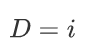 D = i